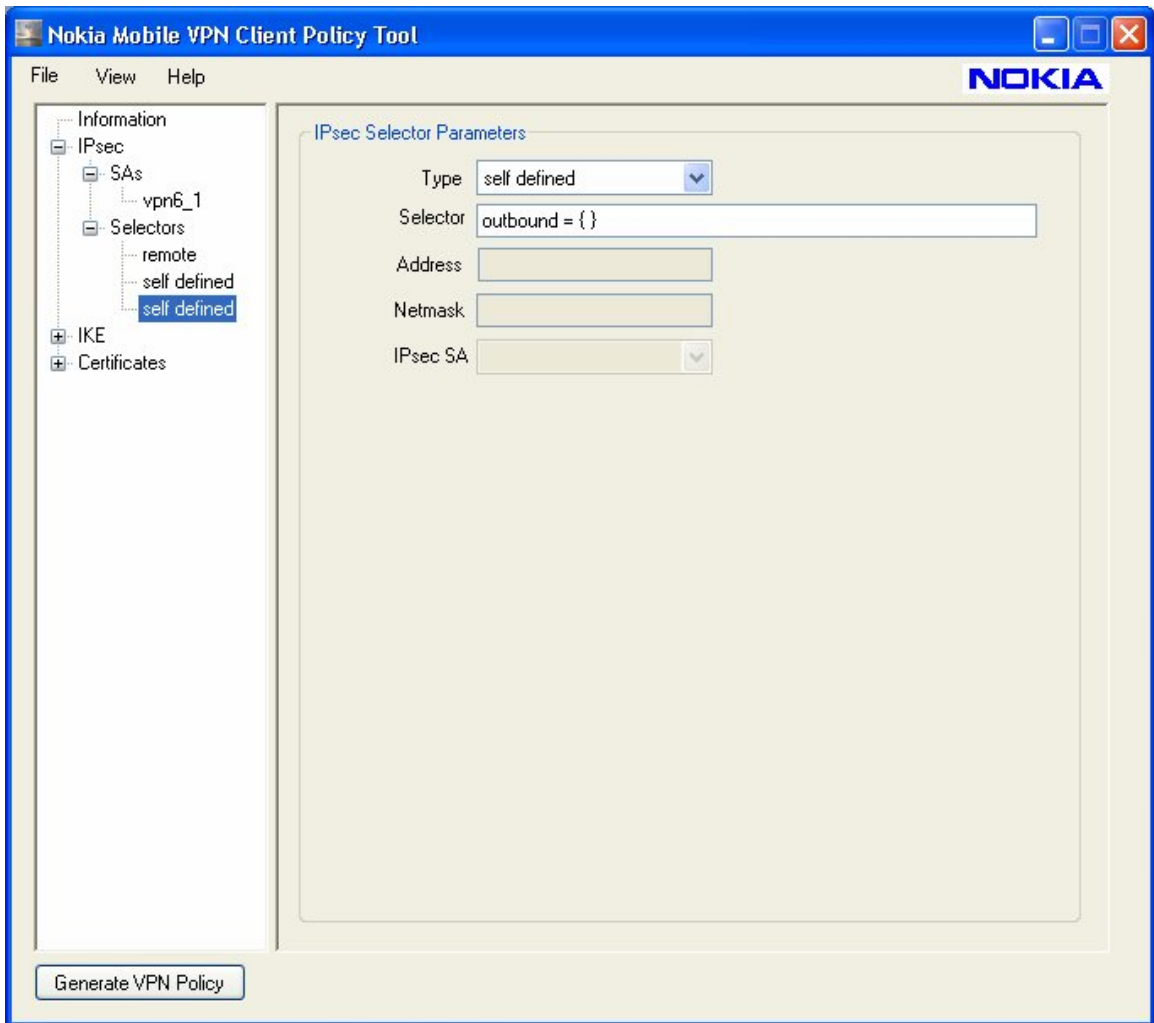 Nokia Mobile VPN Client Policy Tool
File View Help
NOKIA
Information
IPsec
SAs
vpn6_1
Selectors
remote
self defined
self defined
IKE
Certificates
IPsec Selector Parameters
Type self defined
Selector outbound = { }
Address
Netmask
IPsec SA
Generate VPN Policy